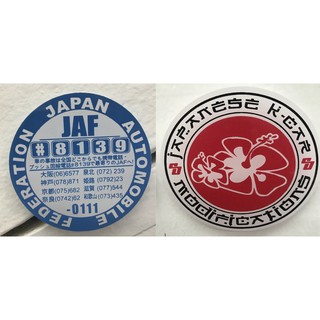 JAPAN AUTOMOBILE FEDERATION
JAF
#8139
車の事故は全国どこからでも携帯電話・
プッシュ回線電話#8139で最寄りのJAFへ!
大阪(06)6577 泉北 (072) 239
神戸(078)871 姫路 (0792)23
京都(075)682 滋賀 (077)544
奈良(0742)62 和歌山(073)435
-0111
JAPANESE K-CAR
MODIFICATIONS